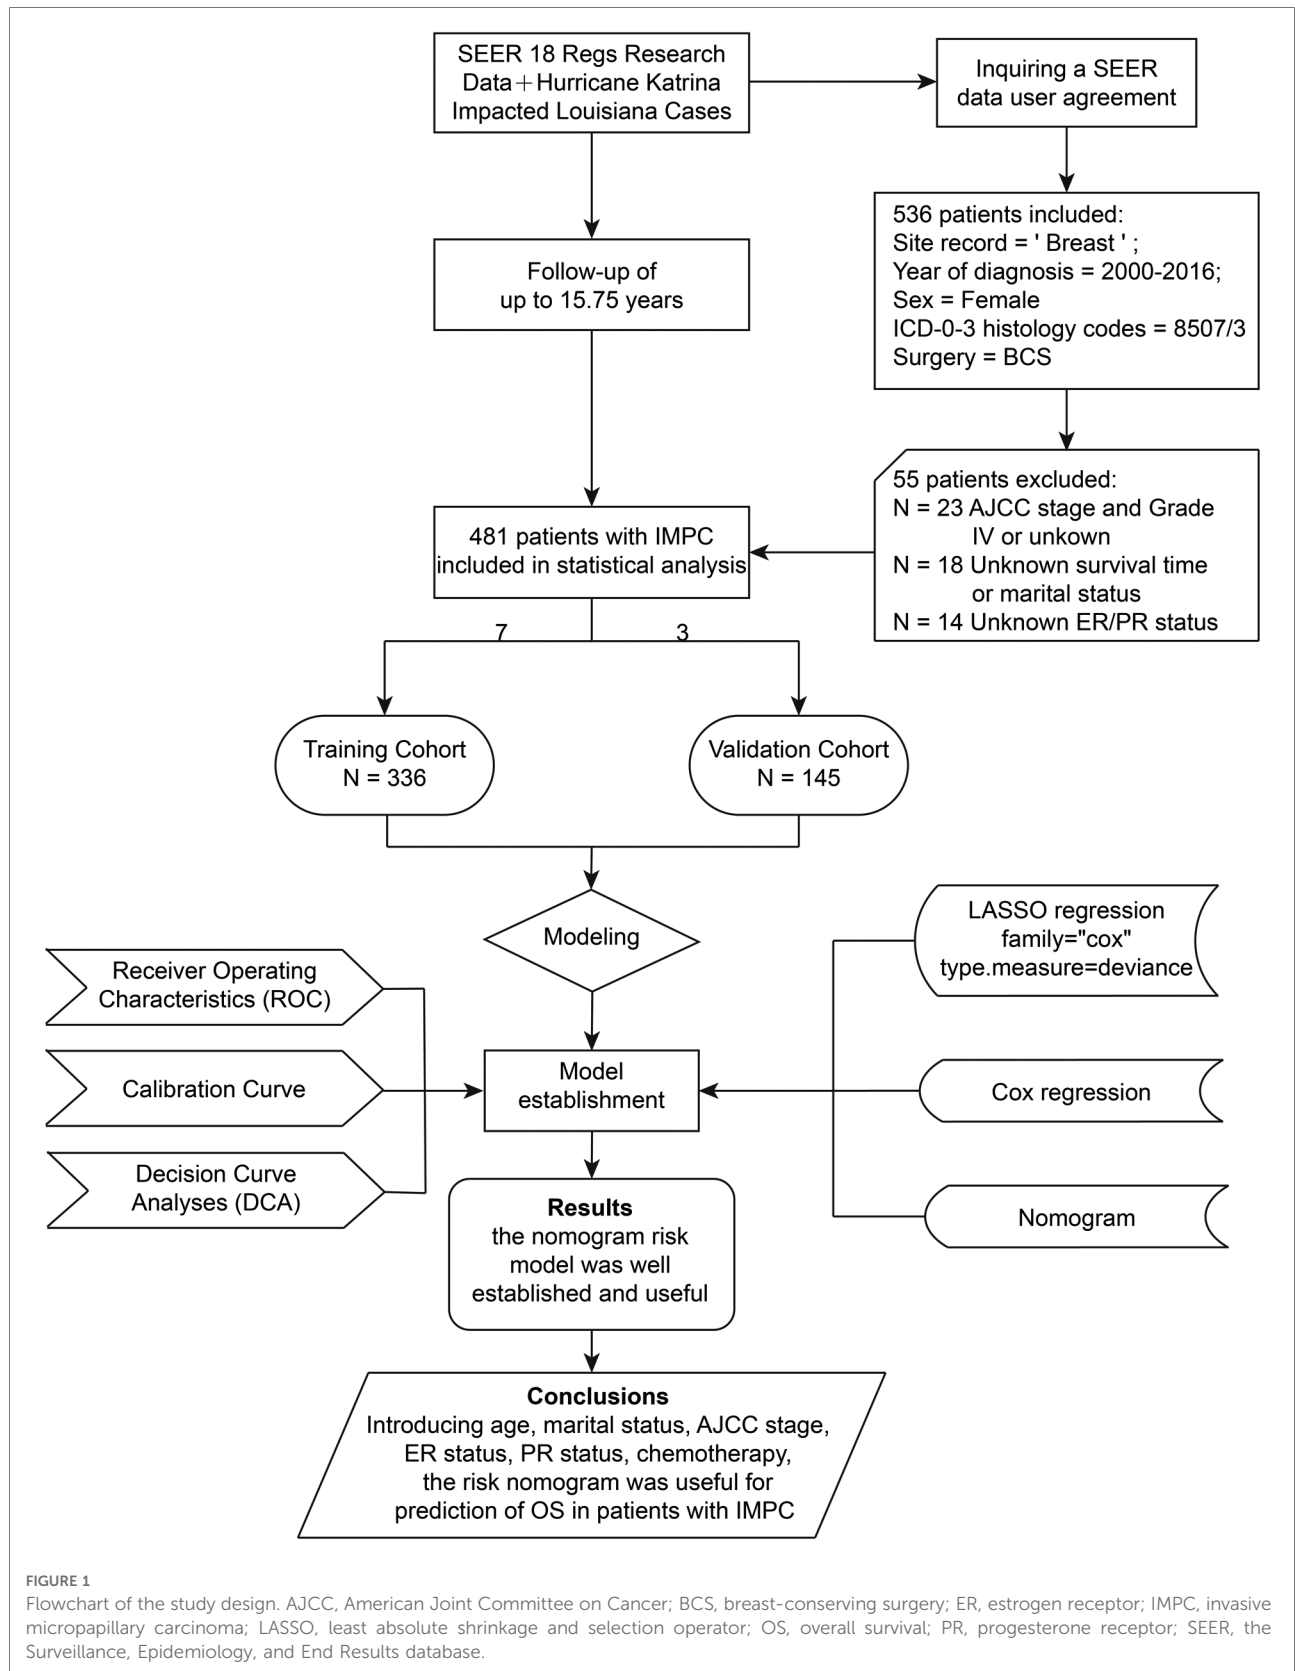 SEER 18 Regs Research
Data+Hurricane Katrina
Impacted Louisiana Cases
Inquiring a SEER
data user agreement
536 patients included:
Site record = ' Breast ' ;
Year of diagnosis = 2000-2016;
Sex = Female
ICD-0-3 histology codes = 8507/3
Surgery = BCS
Follow-up of
up to 15.75 years
55 patients excluded:
N = 23 AJCC stage and Grade
IV or unkown
N = 18 Unknown survival time
or marital status
N = 14 Unknown ER/PR status
481 patients with IMPC
included in statistical analysis
7
3
Training Cohort
N = 336
Validation Cohort
N = 145
Modeling
LASSO regression
family="cox"
type.measure=deviance
Receiver Operating
Characteristics (ROC)
Calibration Curve
Model
establishment
Cox regression
Decision Curve
Analyses (DCA)
Nomogram
Results
the nomogram risk
model was well
established and useful
Conclusions
Introducing age, marital status, AJCC stage,
ER status, PR status, chemotherapy,
the risk nomogram was useful for
prediction of OS in patients with IMPC
FIGURE 1
Flowchart of the study design. AJCC, American Joint Committee on Cancer; BCS, breast-conserving surgery; ER, estrogen receptor; IMPC, invasive
micropapillary carcinoma; LASSO, least absolute shrinkage and selection operator; OS, overall survival; PR, progesterone receptor; SEER, the
Surveillance, Epidemiology, and End Results database.